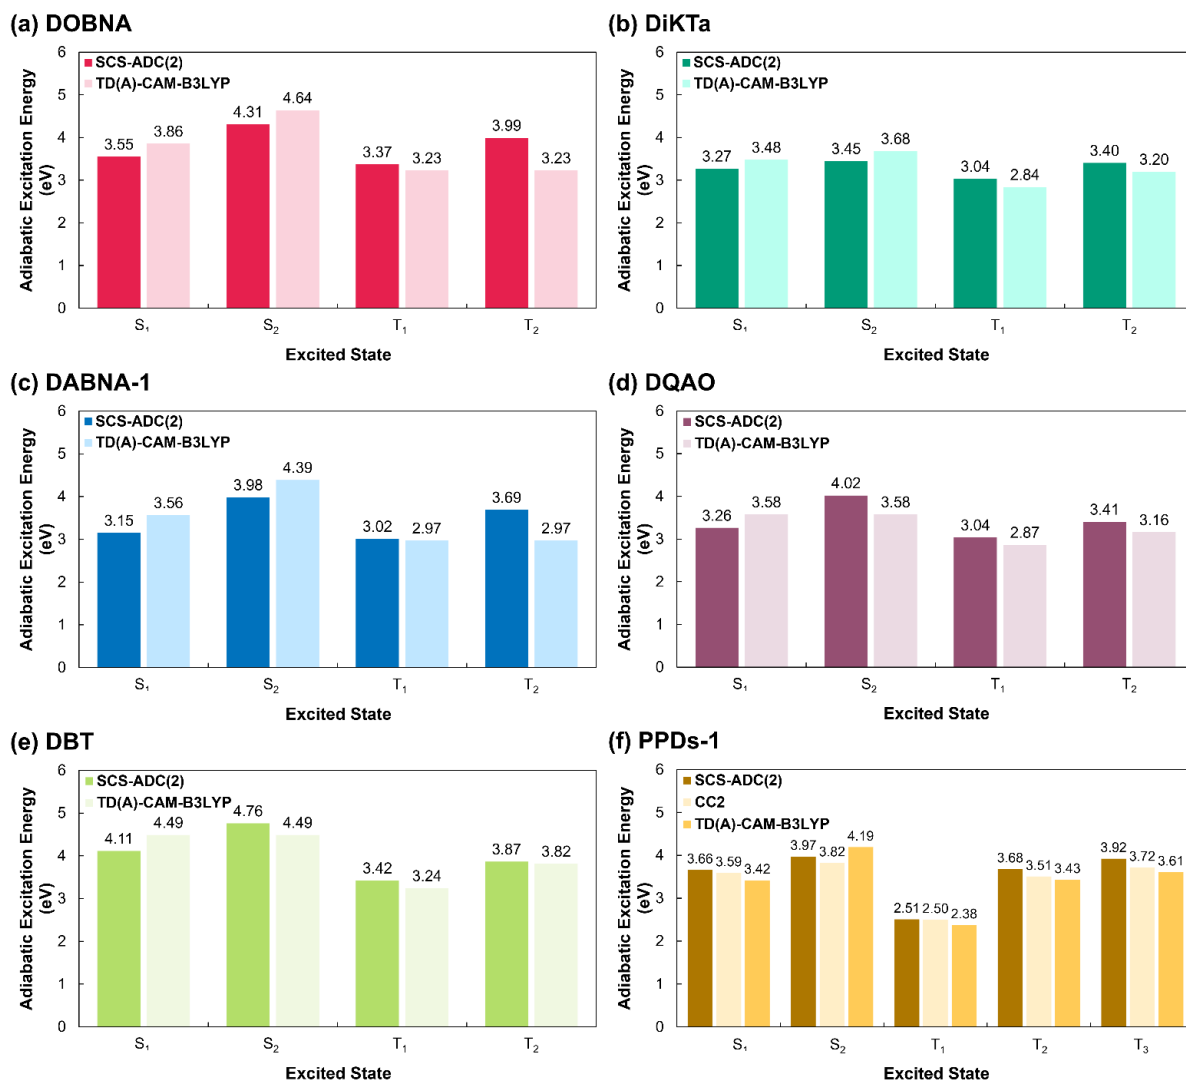 (a) DOBNA
SCS-ADC(2)
TD(A)-CAM-B3LYP
Adiabatic Excitation Energy
(eV)
6
5
4
3
2
1
0
3.55
3.86
4.31
4.64
3.37
3.23
3.99
3.23
S₁
S₂
T₁
T₂
Excited State
(b) DiKTa
SCS-ADC(2)
TD(A)-CAM-B3LYP
Adiabatic Excitation Energy
(eV)
6
5
4
3
2
1
0
3.27
3.48
3.45
3.68
3.04
2.84
3.40
3.20
S₁
S₂
T₁
T₂
Excited State
(c) DABNA-1
SCS-ADC(2)
TD(A)-CAM-B3LYP
Adiabatic Excitation Energy
(eV)
6
5
4
3
2
1
0
3.15
3.56
3.98
4.39
3.02
2.97
3.69
2.97
S₁
S₂
T₁
T₂
Excited State
(d) DQAO
SCS-ADC(2)
TD(A)-CAM-B3LYP
Adiabatic Excitation Energy
(eV)
6
5
4
3
2
1
0
3.26
3.58
4.02
3.58
3.04
2.87
3.41
3.16
S₁
S₂
T₁
T₂
Excited State
(e) DBT
SCS-ADC(2)
TD(A)-CAM-B3LYP
Adiabatic Excitation Energy
(eV)
6
5
4
3
2
1
0
4.11
4.49
4.76
4.49
3.42
3.24
3.87
3.82
S₁
S₂
T₁
T₂
Excited State
(f) PPDs-1
SCS-ADC(2)
CC2
TD(A)-CAM-B3LYP
Adiabatic Excitation Energy
(eV)
6
5
4
3
2
1
0
3.66
3.59
3.42
3.97
3.82
4.19
2.51
2.50
2.38
3.68
3.51
3.43
3.92
3.72
3.61
S₁
S₂
T₁
T₂
T₃
Excited State